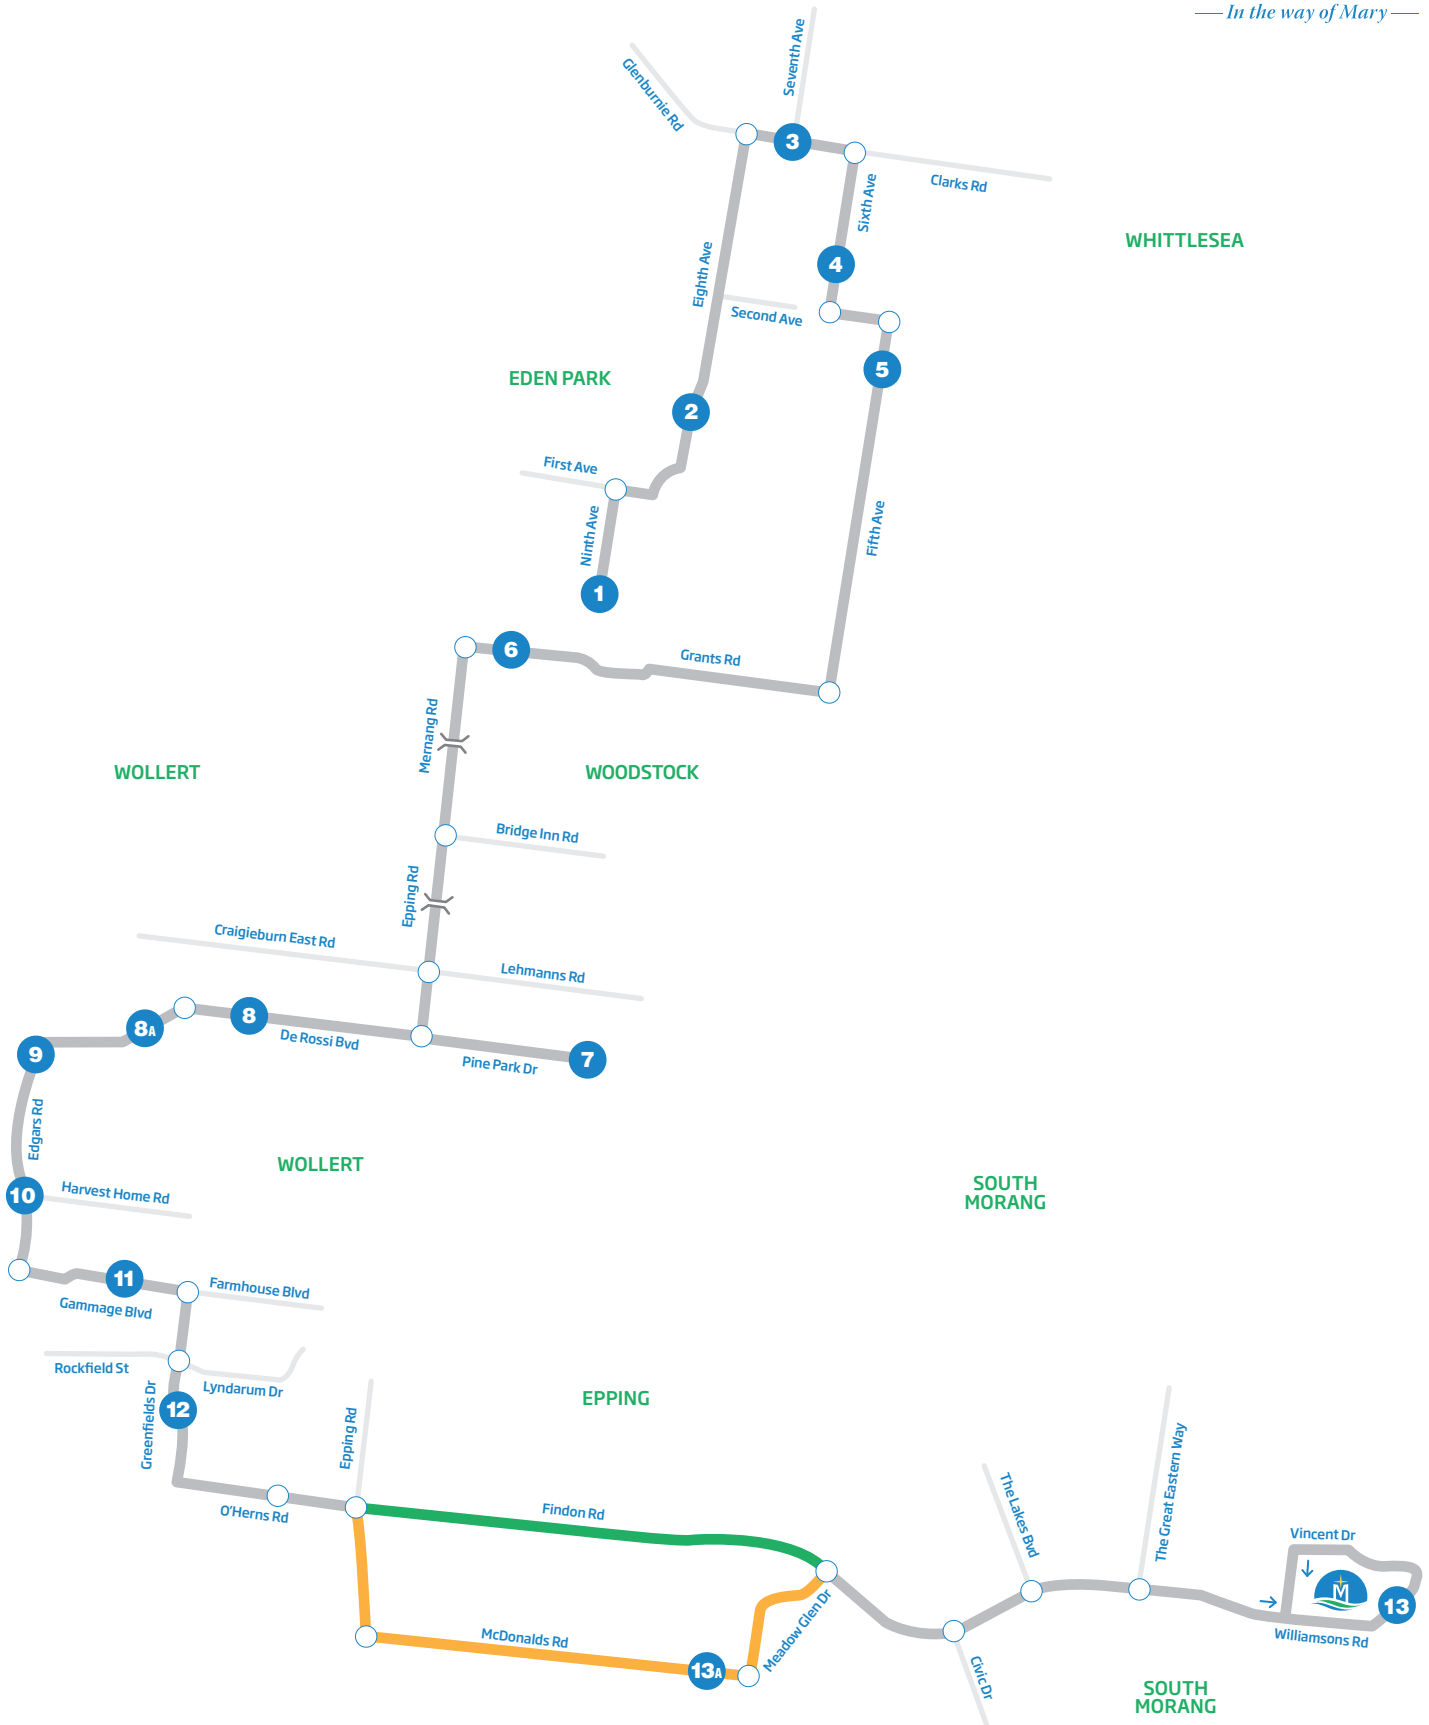 In the way of Mary
Seventh Ave
Glenburnie Rd
3
Clarks Rd
Sixth Ave
WHITTLESEA
Eighth Ave
4
Second Ave
5
EDEN PARK
2
First Ave
Ninth Ave
Fifth Ave
1
6
Grants Rd
Mernang Rd
WOLLERT
WOODSTOCK
Bridge Inn Rd
Epping Rd
Craigieburn East Rd
Lehmanns Rd
8
8A
De Rossi Bvd
9
7
Pine Park Dr
Edgars Rd
WOLLERT
SOUTH
MORANG
10
Harvest Home Rd
11
Farmhouse Blvd
Gammage Blvd
Rockfield St
Lyndarum Dr
Greenfields Dr
12
EPPING
Epping Rd
O'Herns Rd
Findon Rd
The Lakes Bvd
The Great Eastern Way
Vincent Dr
M
13
Williamsons Rd
McDonalds Rd
Meadow Glen Dr
13A
Civic Dr
SOUTH
MORANG